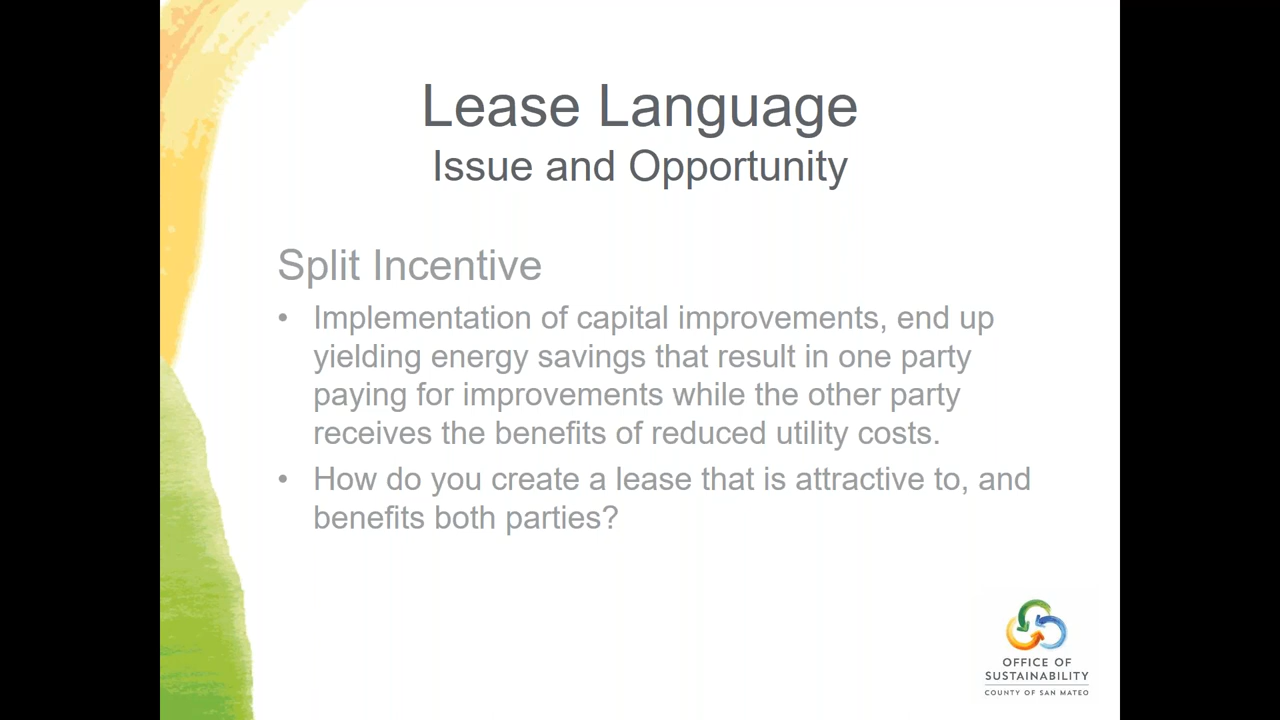 Lease Language
Issue and Opportunity
Split Incentive
• Implementation of capital improvements, end up
yielding energy savings that result in one party
paying for improvements while the other party
receives the benefits of reduced utility costs.
• How do you create a lease that is attractive to, and
benefits both parties?
OFFICE OF
SUSTAINABILITY
COUNTY OF SAN MATEO